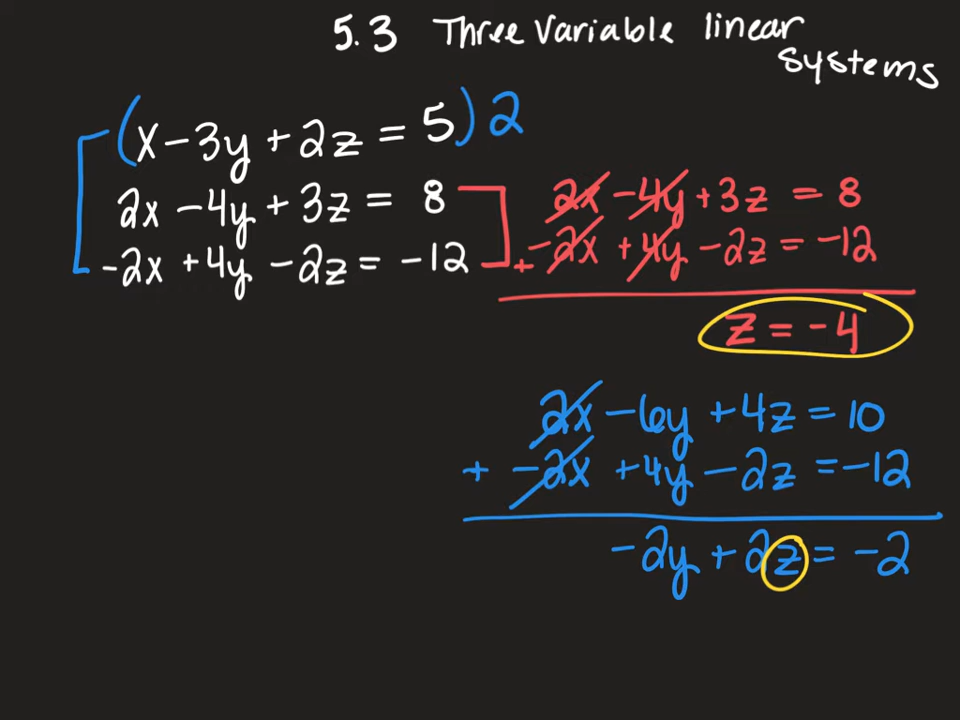 5.3 Three Variable linear
systems
(x - 3y + 2z = 5) 2
2x - 4y + 3z = 8
-2x + 4y - 2z = -12
2x - 4y + 3z = 8
+ -2x + 4y - 2z = -12
z = -4
2x - 6y + 4z = 10
+ -2x + 4y - 2z = -12
-2y + 2z = -2